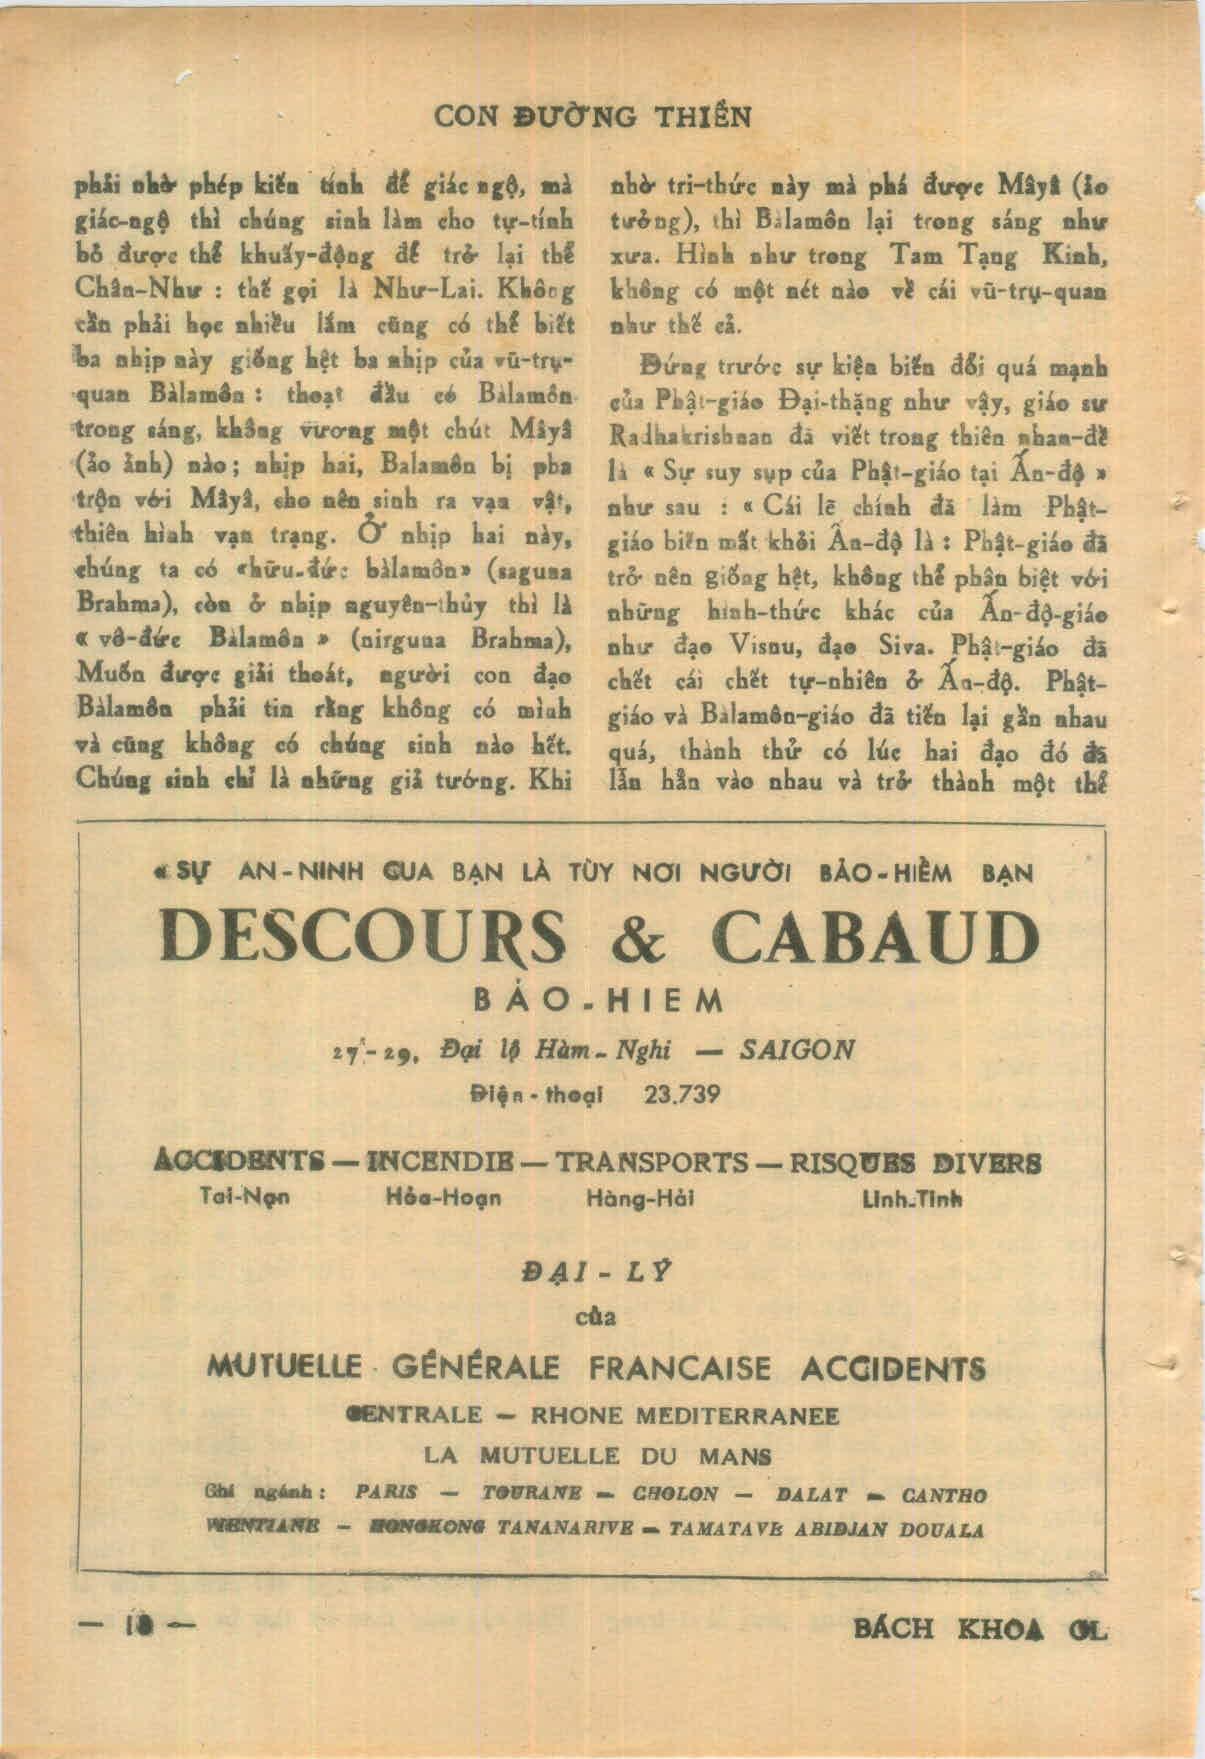 CON ĐƯỜNG THIỀN
phải nhờ phép kiến tính để giác ngộ, mà
giác-ngộ thì chúng sinh làm cho tự-tính
bỏ được thể khuấy-động để trở lại thể
Chân-Như : thế gọi là Như-Lai. Không
cần phải học nhiều lắm cũng có thể biết
ba nhịp này giống hệt ba nhịp của vũ-trụ-
quan Bàlamôn : thoạt đầu có Bàlamôn
trong sáng, không vương một chút Mâyâ
(ảo ảnh) nào ; nhịp hai, Balamôn bị pha
trộn với Mâyâ, cho nên sinh ra vạn vật,
thiên hình vạn trạng. Ở nhịp hai này,
chúng ta có «hữu-đức bàlamôn» (saguna
Brahma), còn ở nhịp nguyên-thủy thì là
« vô-đức Bàlamôn » (nirguna Brahma),
Muốn được giải thoát, người con đạo
Bàlamôn phải tin rằng không có mình
và cũng không có chúng sinh nào hết.
Chúng sinh chỉ là những giả tướng. Khi
nhờ tri-thức này mà phá được Mâyâ (ảo
tưởng), thì Bàlamôn lại trong sáng như
xưa. Hình như trong Tam Tạng Kinh,
không có một nét nào về cái vũ-trụ-quan
như thế cả.
Đứng trước sự kiện biến đổi quá mạnh
của Phật-giáo Đại-thặng như vậy, giáo sư
Radhakrishnan đã viết trong thiên nhan-đề
là « Sự suy sụp của Phật-giáo tại Ấn-độ »
như sau : « Cái lẽ chính đã làm Phật-
giáo biến mất khỏi Ấn-độ là : Phật-giáo đã
trở nên giống hệt, không thể phân biệt với
những hình-thức khác của Ấn-độ-giáo
như đạo Visnu, đạo Siva. Phật-giáo đã
chết cái chết tự-nhiên ở Ấn-độ. Phật-
giáo và Bàlamôn-giáo đã tiến lại gần nhau
quá, thành thử có lúc hai đạo đó đã
lẫn hẳn vào nhau và trở thành một thể
« SỰ AN-NINH CUA BẠN LÀ TÙY NƠI NGƯỜI BẢO-HIỂM BẠN
DESCOURS & CABAUD
BẢO-HIEM
27-29, Đại lộ Hàm-Nghi — SAIGON
Điện-thoại 23.739
ACCIDENTS — INCENDIE — TRANSPORTS — RISQUES DIVERS
Tai-Nạn Hỏa-Hoạn Hàng-Hải Linh-Tinh
ĐẠI-LÝ
của
MUTUELLE GÉNÉRALE FRANCAISE ACCIDENTS
CENTRALE — RHONE MEDITERRANEE
LA MUTUELLE DU MANS
Ghi ngánh : PARIS — TOURANE — CHOLON — DALAT — CANTHO
WIENTIANE — HONGKONG TANANARIVE — TAMATAVE ABIDJAN DOUALA
— 18 —
BÁCH KHOA CL